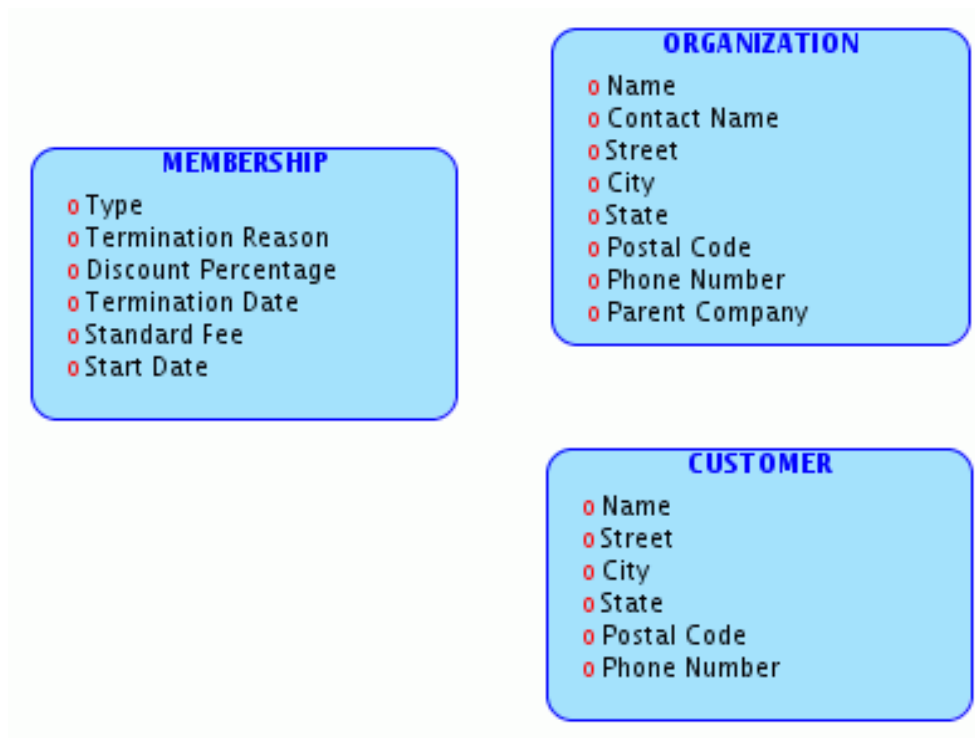 MEMBERSHIP
o Type
o Termination Reason
o Discount Percentage
o Termination Date
o Standard Fee
o Start Date
ORGANIZATION
o Name
o Contact Name
o Street
o City
o State
o Postal Code
o Phone Number
o Parent Company
CUSTOMER
o Name
o Street
o City
o State
o Postal Code
o Phone Number